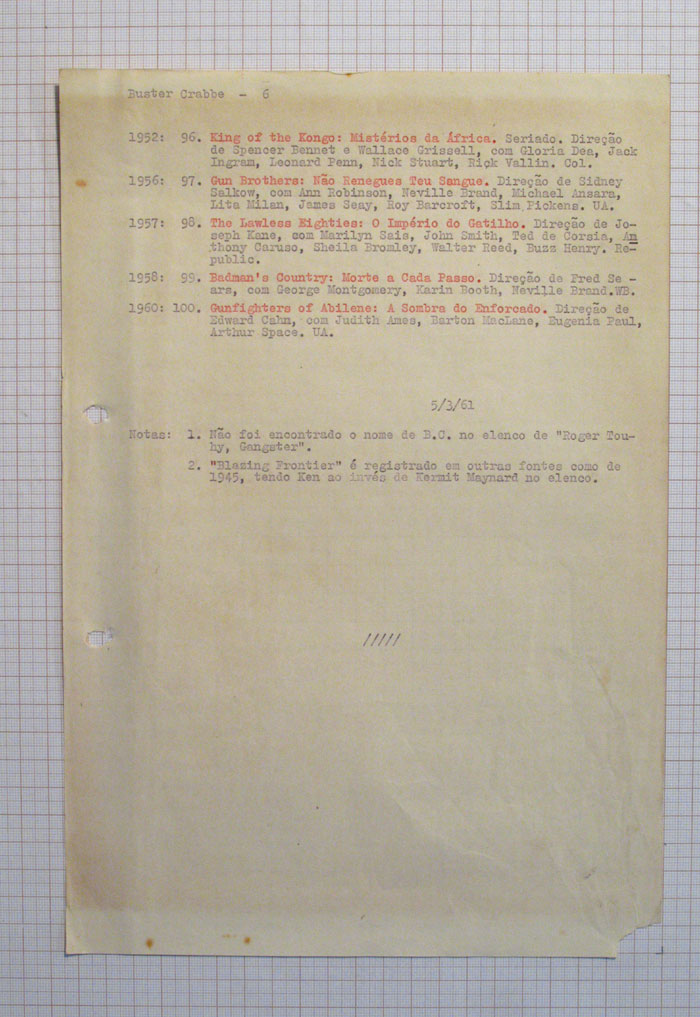 Buster Crabbe - 6
1952: 96. King of the Kongo: Mistérios da África. Seriado. Direção
de Spencer Bennet e Wallace Grissell, com Gloria Dea, Jack
Ingram, Leonard Penn, Nick Stuart, Rick Vallin. Col.
1956: 97. Gun Brothers: Não Renegues Teu Sangue. Direção de Sidney
Salkow, com Ann Robinson, Neville Brand, Michael Ansara,
Lita Milan, James Seay, Roy Barcroft, Slim Pickens. UA.
1957: 98. The Lawless Eighties: O Império do Gatilho. Direção de Jo-
seph Kane, com Marilyn Sais, John Smith, Ted de Corsia, An
thony Caruso, Sheila Bromley, Walter Reed, Buzz Henry. Re-
public.
1958: 99. Badman's Country: Morte a Cada Passo. Direção de Fred Se -
ars, com George Montgomery, Karin Booth, Neville Brand.WB.
1960: 100. Gunfighters of Abilene: A Sombra do Enforcado. Direção de
Edward Cahn, com Judith Ames, Barton MacLane, Eugenia Paul,
Arthur Space. UA.
5/3/61
Notas: 1. Não foi encontrado o nome de B.C. no elenco de "Roger Tou-
hy, Gangster".
2. "Blazing Frontier" é registrado em outras fontes como de
1945, tendo Ken ao invés de Kermit Maynard no elenco.
/////